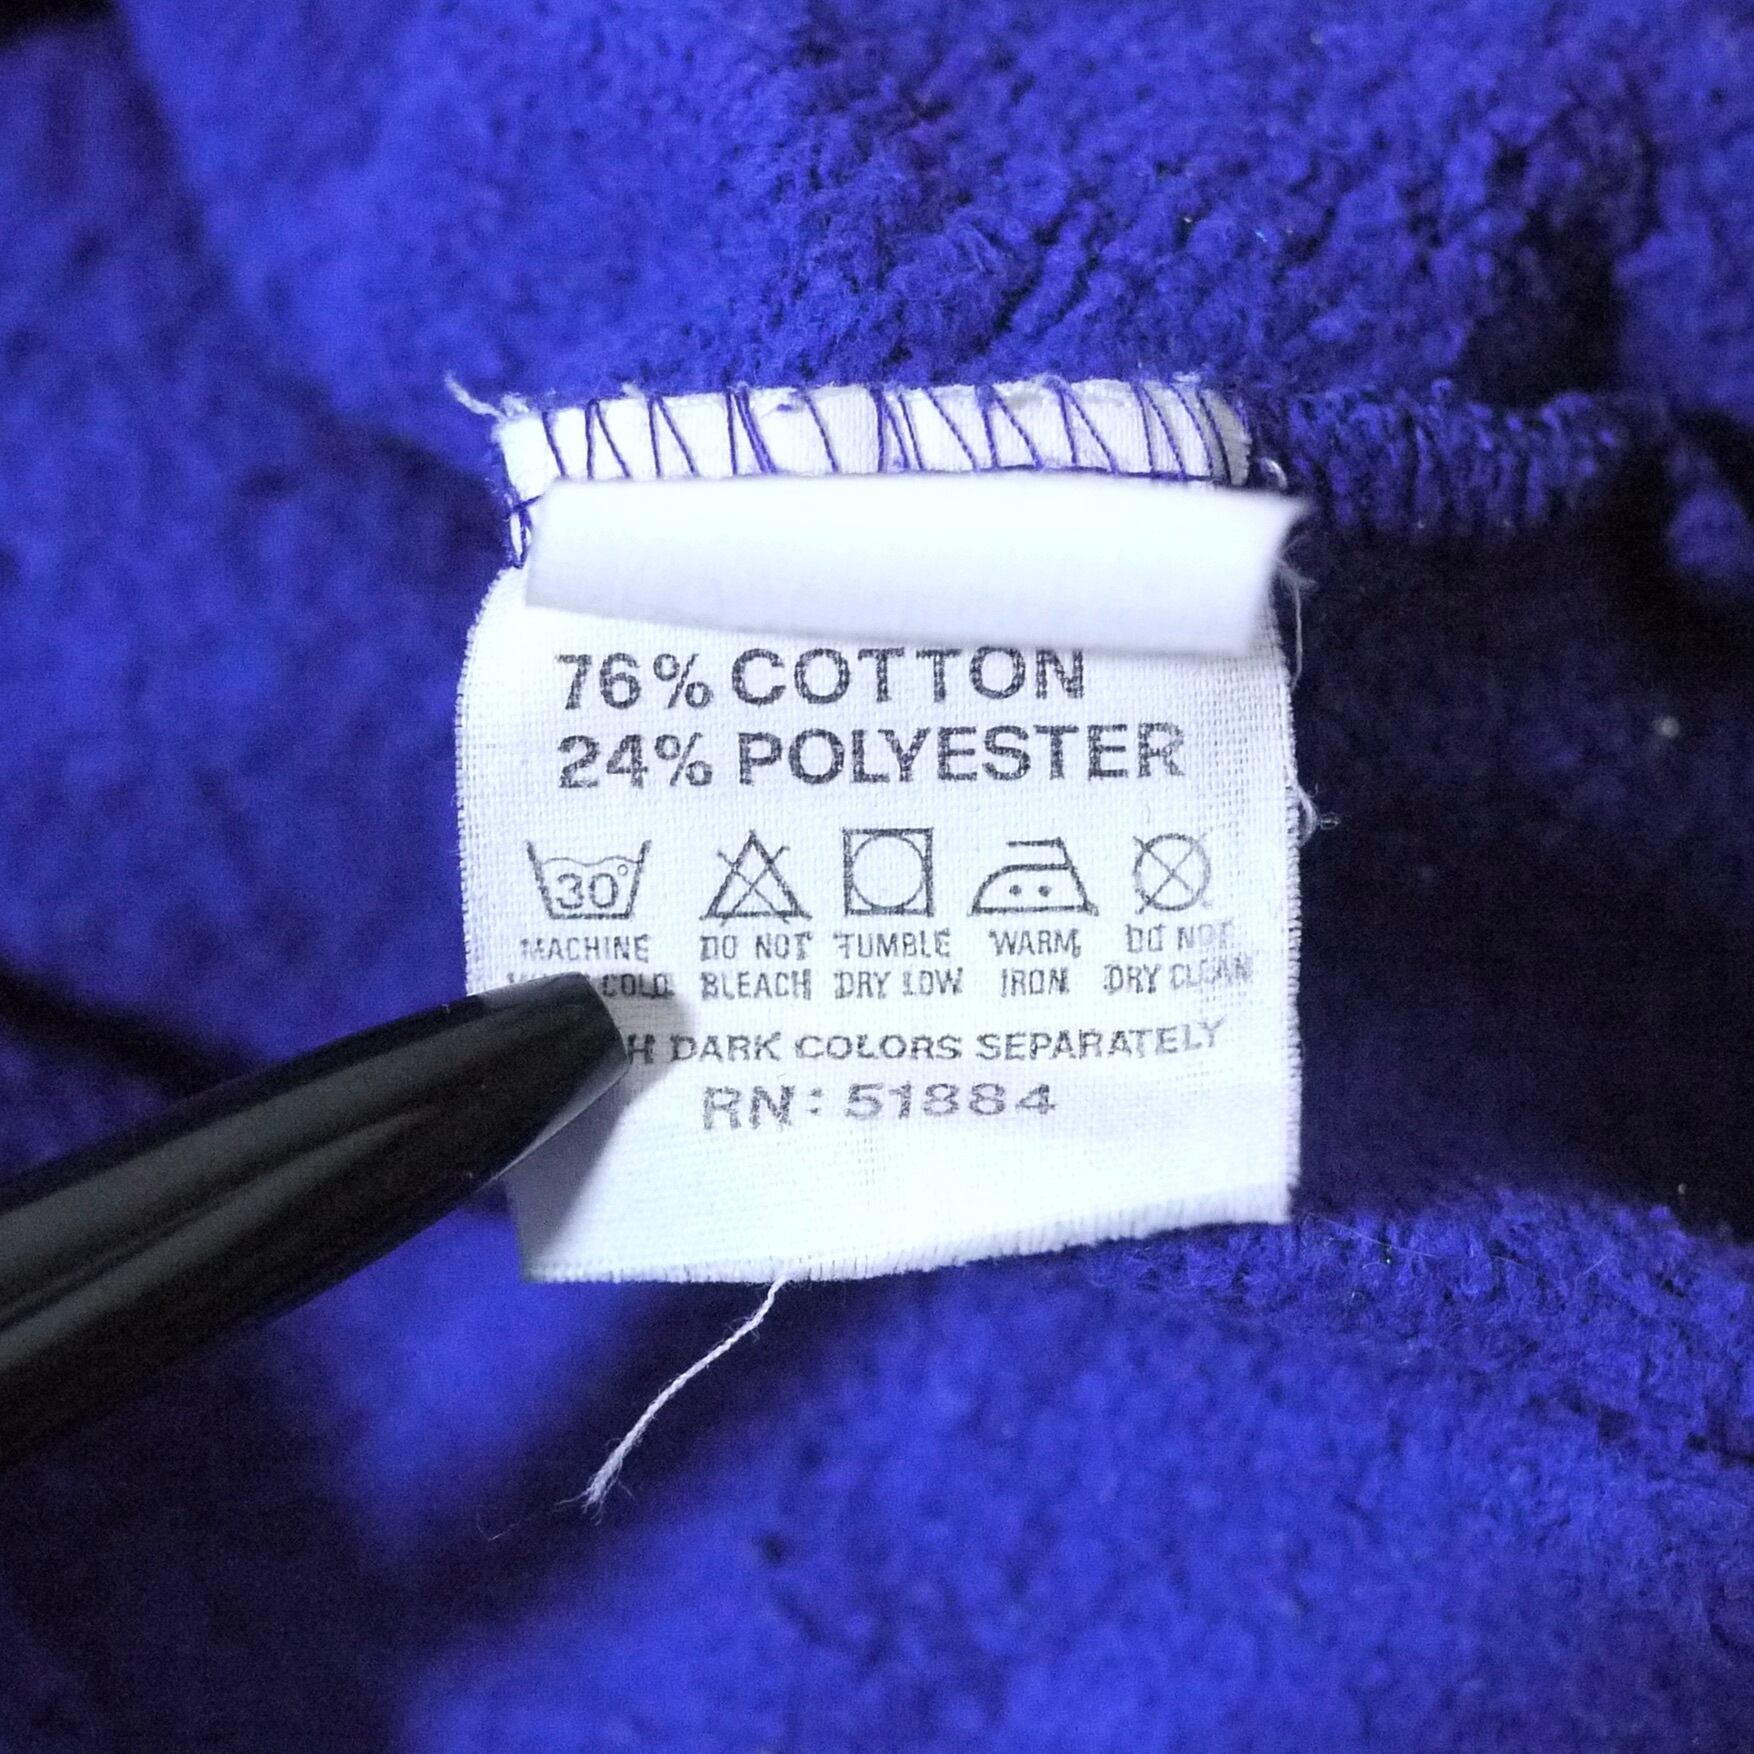 76% COTTON
24% POLYESTER
30°
MACHINE DO NOT TUMBLE WARM DO NOT
COLD BLEACH DRY LOW IRON DRY CLEAN
DARK COLORS SEPARATELY
RN: 51884